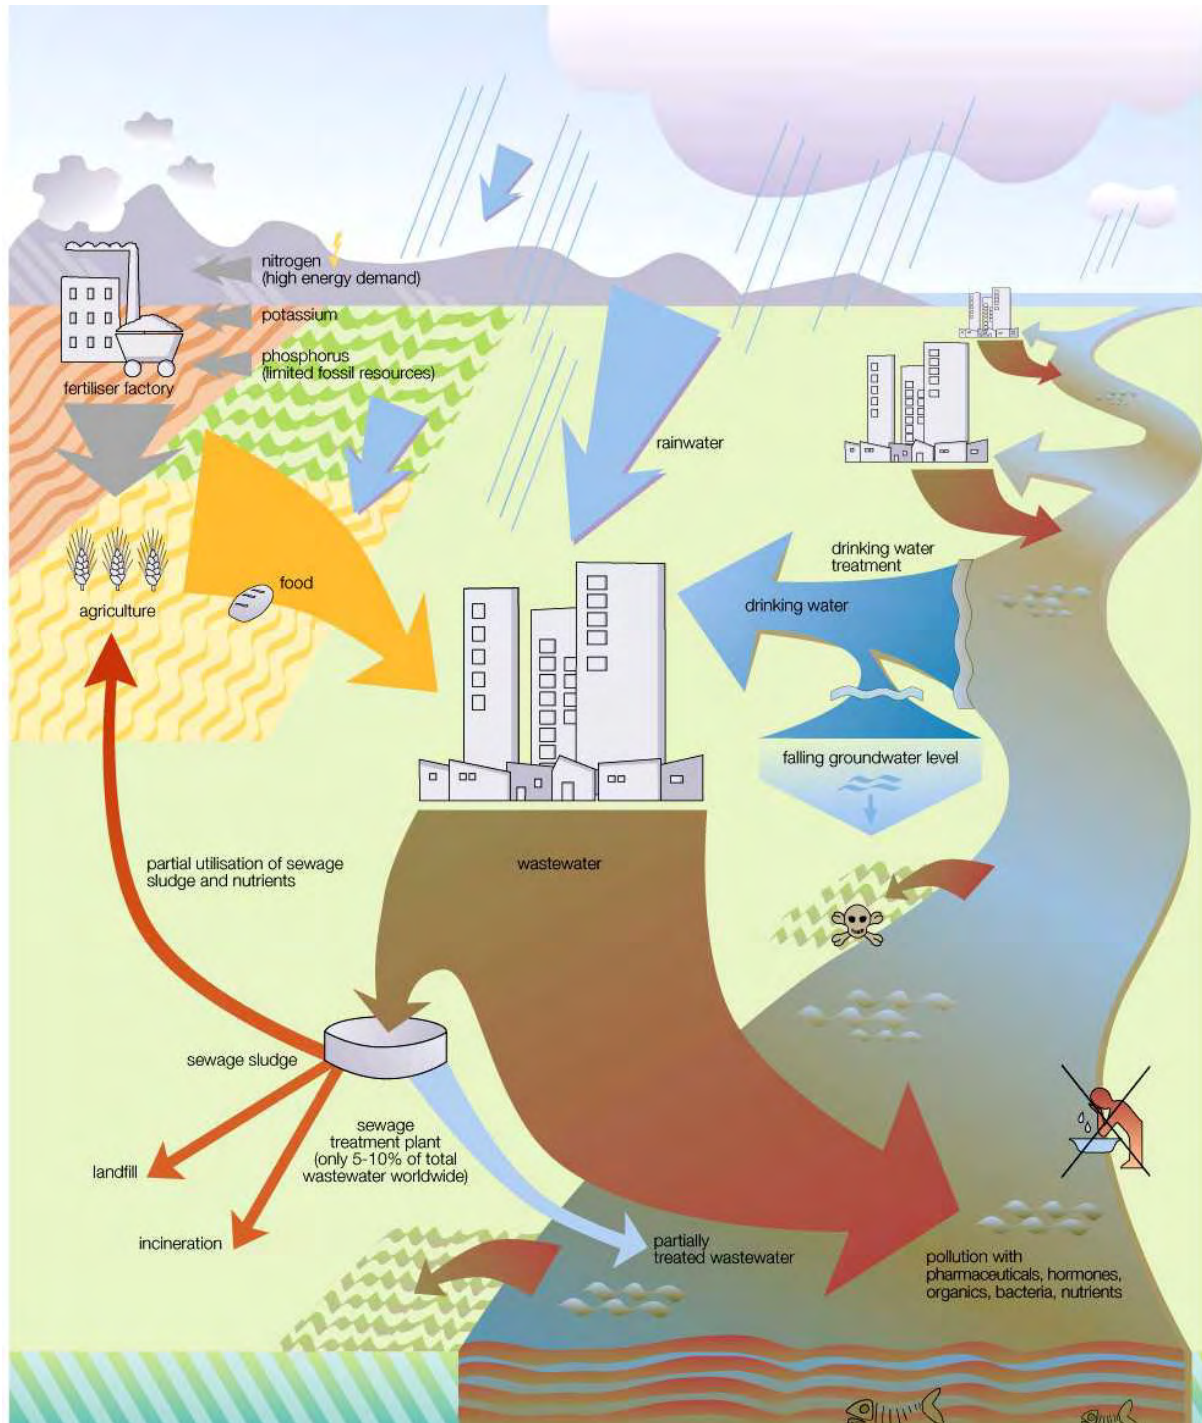 nitrogen
(high energy demand)
potassium
phosphorus
(limited fossil resources)
fertiliser factory
rainwater
drinking water
treatment
drinking water
food
agriculture
falling groundwater level
partial utilisation of sewage
sludge and nutrients
wastewater
sewage sludge
sewage
treatment plant
(only 5-10% of total
wastewater worldwide)
landfill
incineration
partially
treated wastewater
pollution with
pharmaceuticals, hormones,
organics, bacteria, nutrients